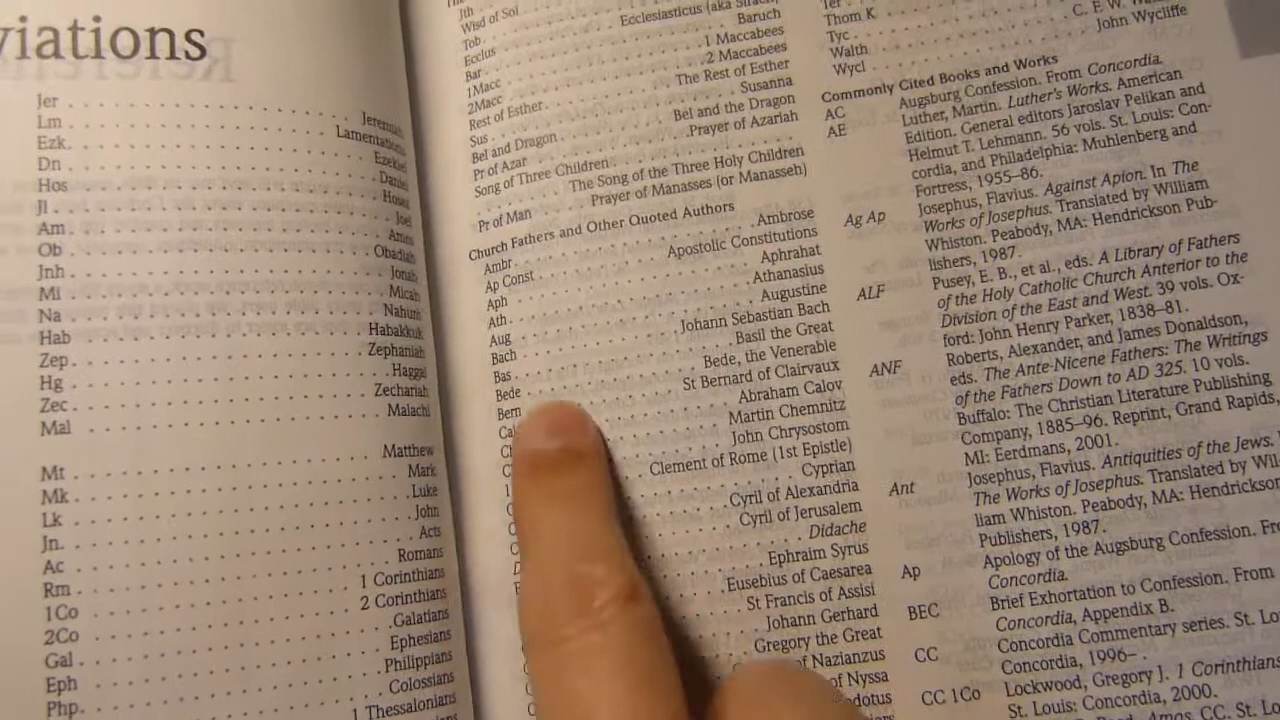 viations
Jer . . . . . Jeremiah
Lm . . . . . Lamentations
Ezk. . . . . Ezekiel
Dn . . . . . Daniel
Hos . . . . . Hosea
Jl . . . . . Joel
Am . . . . . Amos
Ob . . . . . Obadiah
Jnh . . . . . Jonah
Mi . . . . . Micah
Na . . . . . Nahum
Hab . . . . . Habakkuk
Zep . . . . . Zephaniah
Hg . . . . . Haggai
Zec . . . . . Zechariah
Mal . . . . . Malachi
Mt . . . . . Matthew
Mk . . . . . Mark
Lk . . . . . Luke
Jn. . . . . John
Ac . . . . . Acts
Rm . . . . . Romans
1Co . . . . . 1 Corinthians
2Co . . . . . 2 Corinthians
Gal . . . . . Galatians
Eph . . . . . Ephesians
Php. . . . . Philippians
Colossians
1 Thessalonians
Jth
Wisd of Sol
Tob
Ecclus . . . . . Ecclesiasticus (aka Sirach)
Bar . . . . . Baruch
1Macc . . . . . 1 Maccabees
2Macc . . . . . 2 Maccabees
Rest of Esther . . . . . The Rest of Esther
Sus . . . . . Susanna
Bel and Dragon . . . . . Bel and the Dragon
Pr of Azar . . . . . Prayer of Azariah
Song of Three Children . . . . .
The Song of the Three Holy Children
Pr of Man . . . . . Prayer of Manasses (or Manasseh)
Church Fathers and Other Quoted Authors
Ambr . . . . . Ambrose
Ap Const . . . . . Apostolic Constitutions
Aph . . . . . Aphrahat
Ath . . . . . Athanasius
Aug . . . . . Augustine
Bach . . . . . Johann Sebastian Bach
Bas . . . . . Basil the Great
Bede . . . . . Bede, the Venerable
Bern . . . . . St Bernard of Clairvaux
Abraham Calov
Martin Chemnitz
John Chrysostom
Clement of Rome (1st Epistle)
Cyprian
Cyril of Alexandria
Cyril of Jerusalem
Didache
Ephraim Syrus
Eusebius of Caesarea
St Francis of Assisi
Johann Gerhard
Gregory the Great
of Nazianzus
of Nyssa
Thom K
Tyc
Walth . . . . . C. F. W.
Wycl . . . . . John Wycliffe
Commonly Cited Books and Works
AC Augsburg Confession. From Concordia.
AE Luther, Martin. Luther's Works. American
Edition. General editors Jaroslav Pelikan and
Helmut T. Lehmann. 56 vols. St. Louis: Con-
cordia, and Philadelphia: Muhlenberg and
Fortress, 1955–86.
Ag Ap Josephus, Flavius. Against Apion. In The
Works of Josephus. Translated by William
Whiston. Peabody, MA: Hendrickson Pub-
lishers, 1987.
ALF Pusey, E. B., et al., eds. A Library of Fathers
of the Holy Catholic Church Anterior to the
Division of the East and West. 39 vols. Ox-
ford: John Henry Parker, 1838–81.
ANF Roberts, Alexander, and James Donaldson,
eds. The Ante-Nicene Fathers: The Writings
of the Fathers Down to AD 325. 10 vols.
Buffalo: The Christian Literature Publishing
Company, 1885–96. Reprint, Grand Rapids,
MI: Eerdmans, 2001.
Ant Josephus, Flavius. Antiquities of the Jews.
The Works of Josephus. Translated by Wil-
liam Whiston. Peabody, MA: Hendrickson
Publishers, 1987.
Ap Apology of the Augsburg Confession.
Concordia.
BEC Brief Exhortation to Confession. From
Concordia, Appendix B.
CC Concordia Commentary series. St. Lo
Concordia, 1996–
CC 1Co Lockwood, Gregory J. 1 Corinthians
St. Louis: Concordia, 2000.
Amos. CC. St. Lo